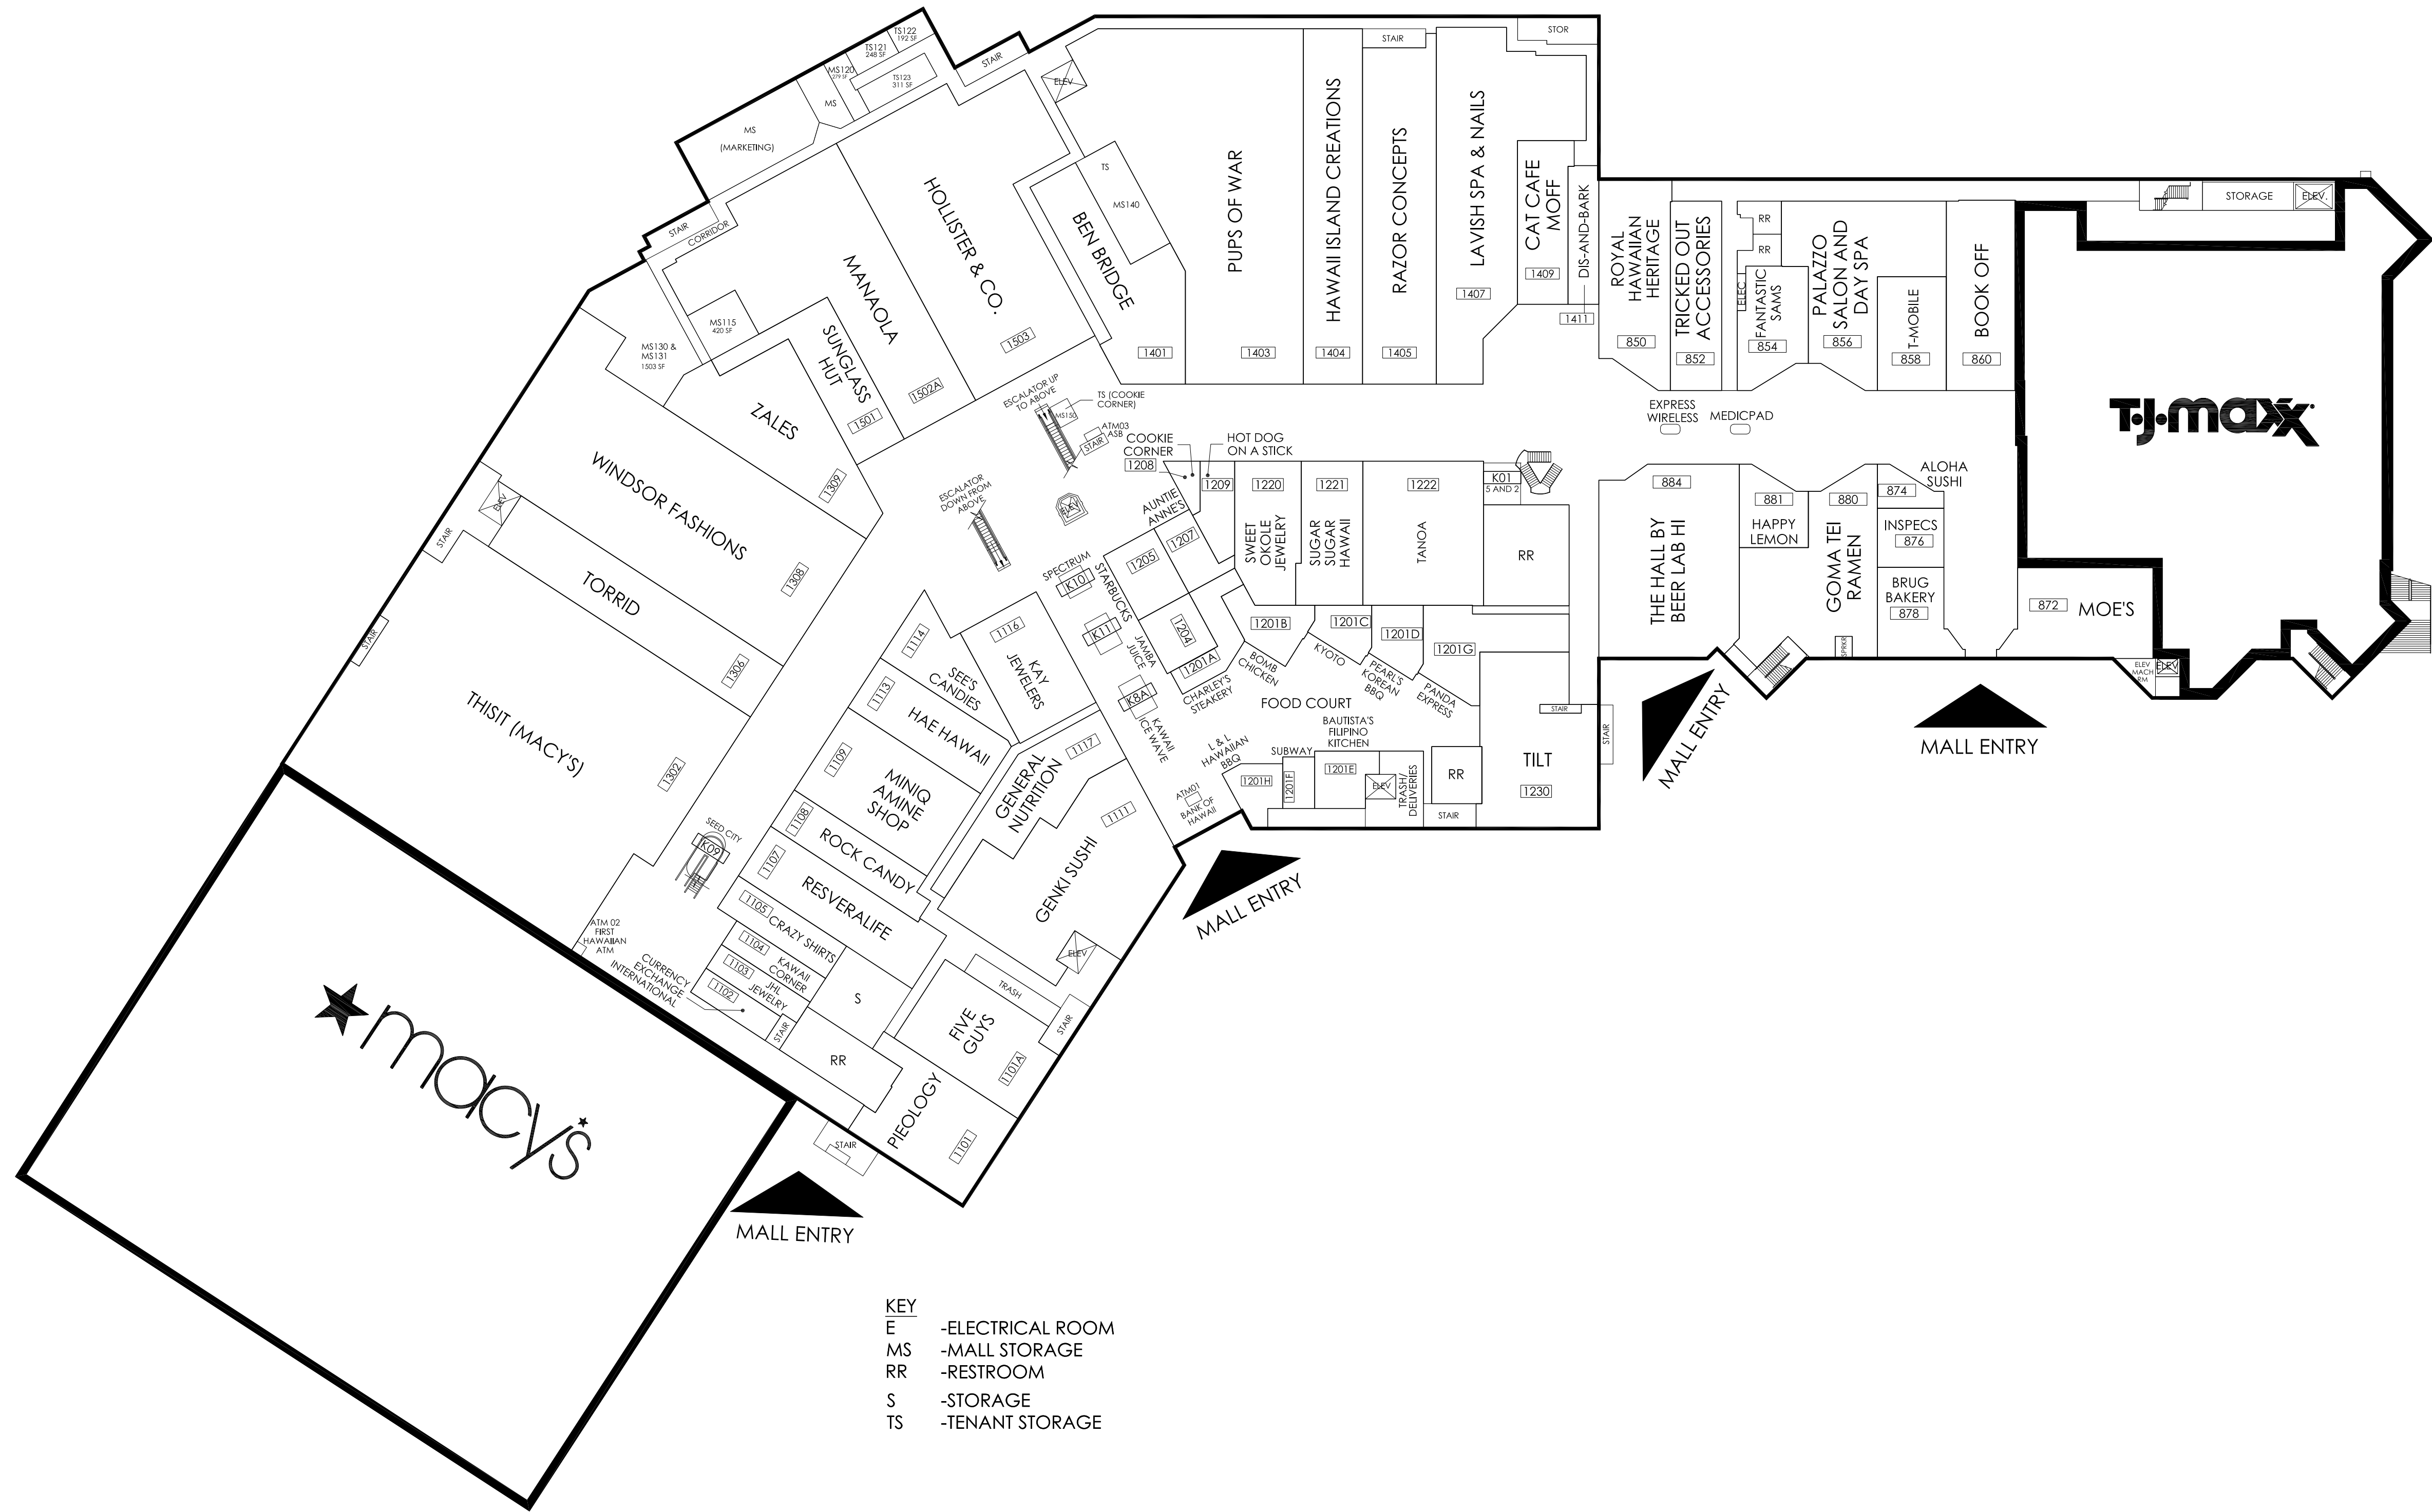 TS122
192 SF
TS121
248 SF
MS120
279 SF
TS123
311 SF
MS
MS
(MARKETING)
STAIR
ELEV
STAIR
CORRIDOR
MS115
420 SF
MS130 &
MS131
1503 SF
MANAOLA
1502A
HOLLISTER & CO.
1503
SUNGLASS
HUT
1501
ZALES
1309
WINDSOR FASHIONS
1308
ELEV
STAIR
TORRID
1306
STAIR
THISIT (MACY'S)
1302
TS
MS140
BEN BRIDGE
1401
PUPS OF WAR
1403
HAWAII ISLAND CREATIONS
1404
STAIR
RAZOR CONCEPTS
1405
LAVISH SPA & NAILS
1407
STOR
CAT CAFE
MOFF
1409
DIS-AND-BARK
1411
ROYAL
HAWAIIAN
HERITAGE
850
TRICKED OUT
ACCESSORIES
852
RR
RR
ELEC
FANTASTIC
SAMS
854
PALAZZO
SALON AND
DAY SPA
856
T-MOBILE
858
BOOK OFF
860
STORAGE
ELEV.
T·J·maxx
EXPRESS
WIRELESS
MEDICPAD
ESCALATOR UP
TO ABOVE
MS150
TS (COOKIE
CORNER)
ATM03
ASB
STAIR
ESCALATOR
DOWN FROM
ABOVE
ELEV
COOKIE
CORNER
1208
HOT DOG
ON A STICK
1209
AUNTIE
ANNE'S
1207
1205
STARBUCKS
SPECTRUM
K10
K11
1204
JAMBA
JUICE
K8A
KAWAII
ICE WAVE
1220
SWEET
OKOLE
JEWELRY
1221
SUGAR
SUGAR
HAWAII
1222
TANOA
K01
5 AND 2
RR
884
THE HALL BY
BEER LAB HI
881
HAPPY
LEMON
880
GOMA TEI
RAMEN
SPRKR
874
ALOHA
SUSHI
INSPECS
876
BRUG
BAKERY
878
872
MOE'S
ELEV
MACH
RM
ELEV
1201A
CHARLEY'S
STEAKERY
1201B
BOMB
CHICKEN
1201C
KYOTO
1201D
PEARL'S
KOREAN
BBQ
1201G
PANDA
EXPRESS
FOOD COURT
BAUTISTA'S
FILIPINO
KITCHEN
1201E
SUBWAY
1201F
L & L
HAWAIIAN
BBQ
1201H
ELEV
TRASH/
DELIVERIES
RR
STAIR
STAIR
STAIR
TILT
1230
ATM01
BANK OF
HAWAII
MALL ENTRY
MALL ENTRY
MALL ENTRY
1116
KAY
JEWELERS
1114
SEE'S
CANDIES
1113
HAE HAWAII
1109
MINIQ
AMINE
SHOP
1117
GENERAL
NUTRITION
1111
GENKI SUSHI
1108
ROCK CANDY
1107
RESVERALIFE
1105
CRAZY SHIRTS
1104
KAWAII
CORNER
1103
JHL
JEWELRY
1102
CURRENCY
EXCHANGE
INTERNATIONAL
SEED CITY
K09
ATM 02
FIRST
HAWAIIAN
ATM
STAIR
S
RR
ELEV
TRASH
STAIR
FIVE
GUYS
1101A
PIEOLOGY
1101
STAIR
macy's
MALL ENTRY
KEY
E -ELECTRICAL ROOM
MS -MALL STORAGE
RR -RESTROOM
S -STORAGE
TS -TENANT STORAGE